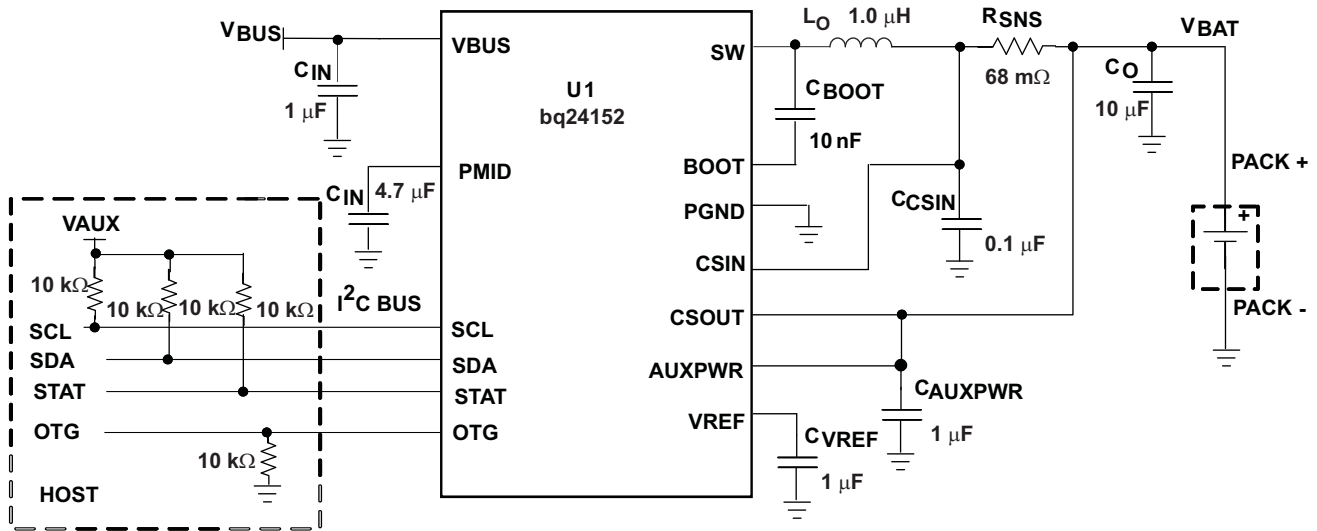 VBUS
CIN
1 μF
VBUS
U1
bq24152
PMID
CIN
4.7 μF
VAUX
10 kΩ
10 kΩ
10 kΩ
10 kΩ
I²C BUS
SCL
SCL
SDA
SDA
STAT
STAT
OTG
OTG
10 kΩ
HOST
SW
LO
1.0 μH
RSNS
68 mΩ
VBAT
CBOOT
10 nF
CO
10 μF
BOOT
PGND
CCSIN
0.1 μF
CSIN
PACK +
+
PACK -
CSOUT
AUXPWR
CAUXPWR
1 μF
VREF
CVREF
1 μF